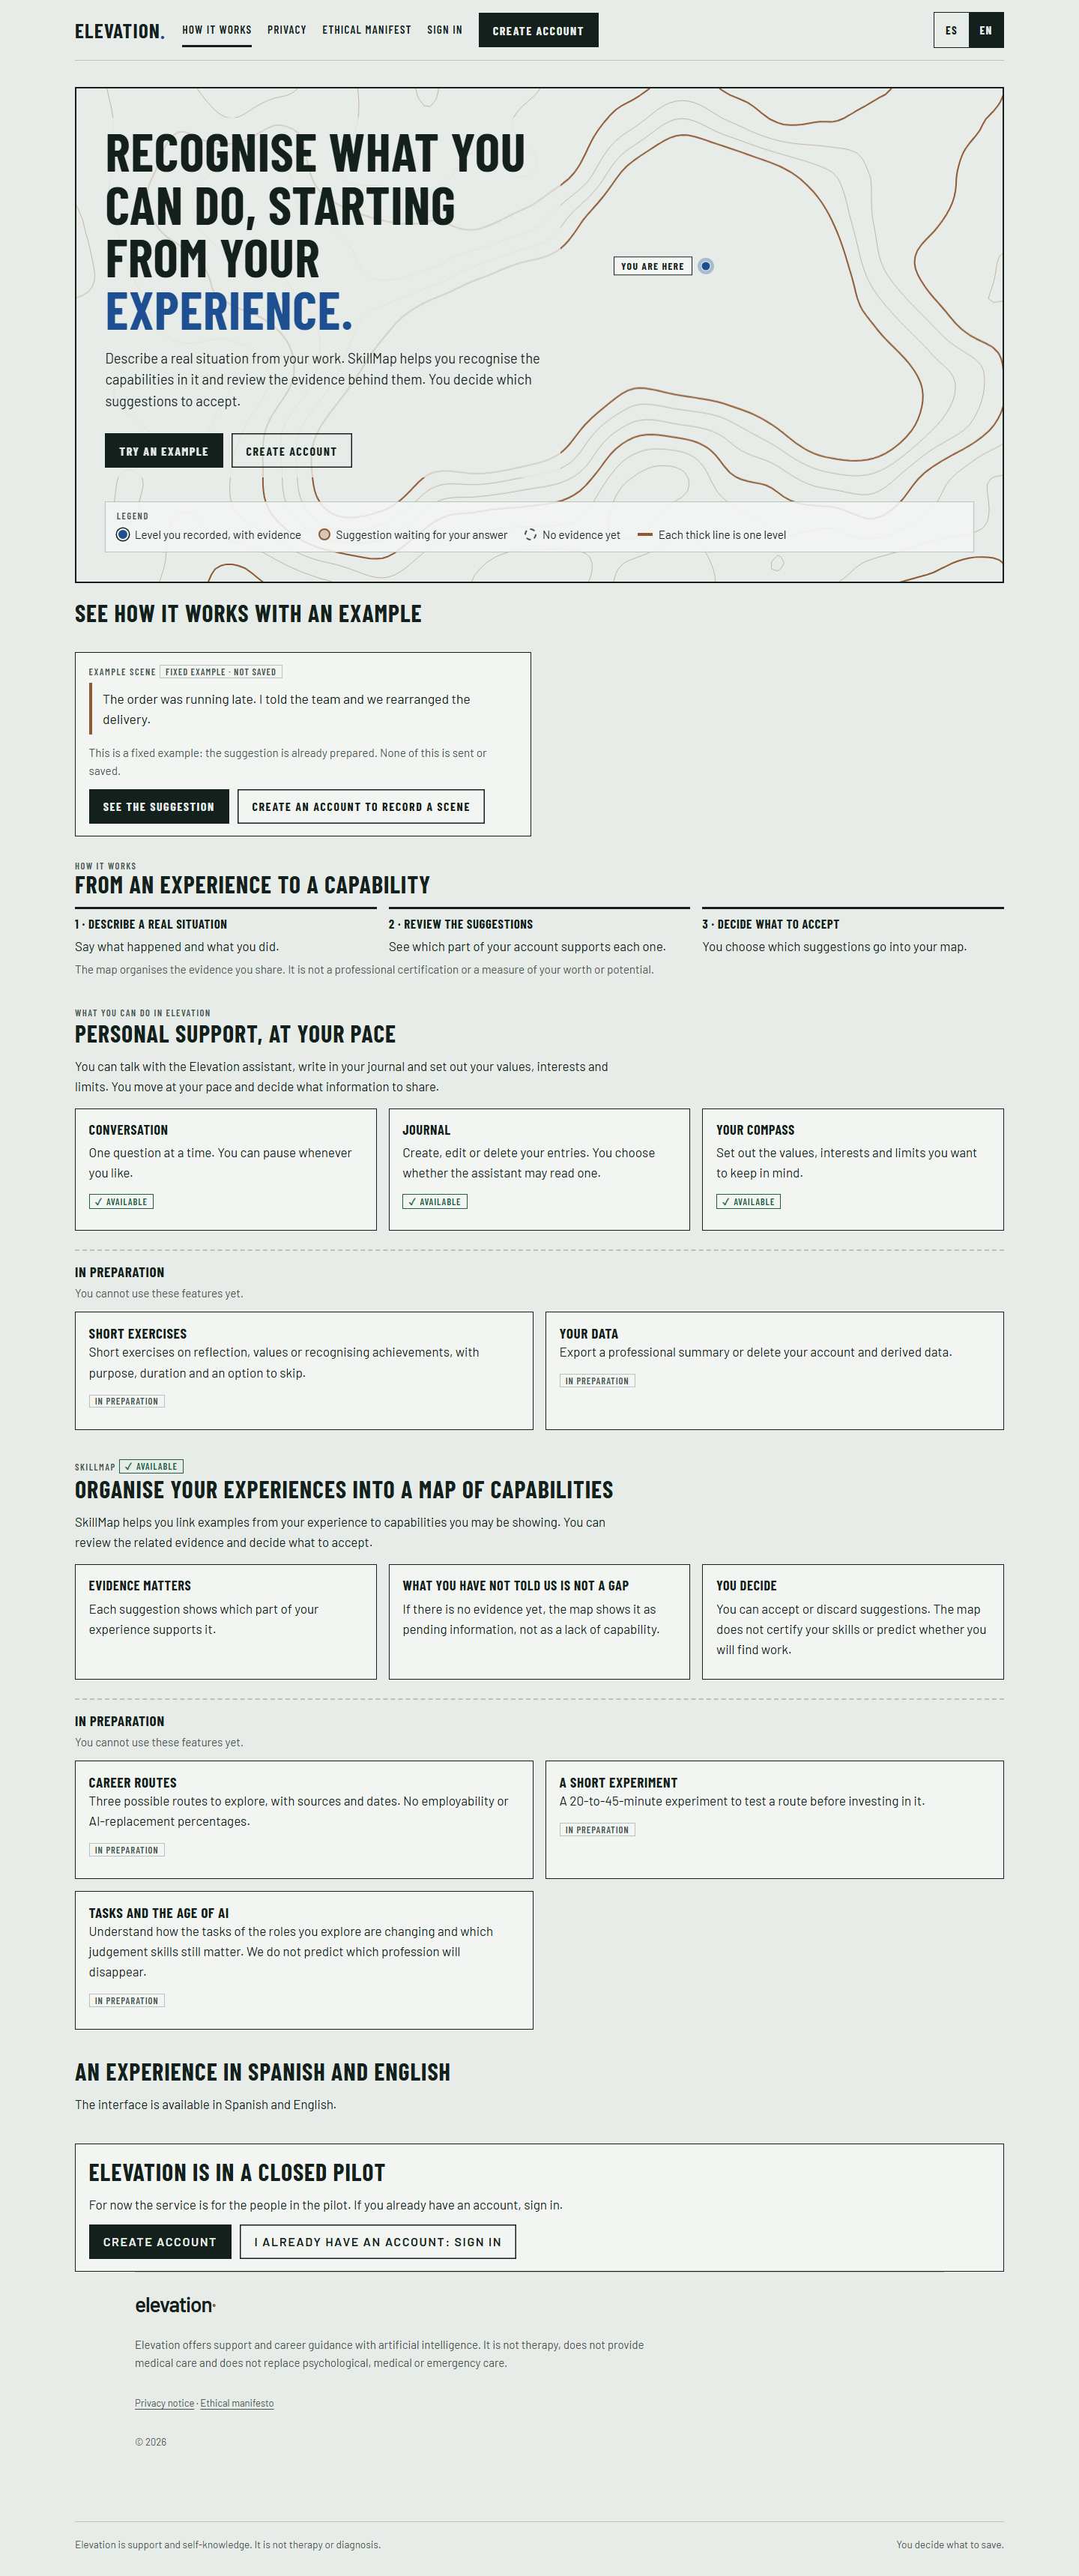 ELEVATION.
HOW IT WORKS
PRIVACY
ETHICAL MANIFEST
SIGN IN
CREATE ACCOUNT
ES
EN
RECOGNISE WHAT YOU
CAN DO, STARTING
FROM YOUR
EXPERIENCE.
YOU ARE HERE
Describe a real situation from your work. SkillMap helps you recognise the
capabilities in it and review the evidence behind them. You decide which
suggestions to accept.
TRY AN EXAMPLE
CREATE ACCOUNT
LEGEND
Level you recorded, with evidence
Suggestion waiting for your answer
No evidence yet
Each thick line is one level
SEE HOW IT WORKS WITH AN EXAMPLE
EXAMPLE SCENE
FIXED EXAMPLE · NOT SAVED
The order was running late. I told the team and we rearranged the
delivery.
This is a fixed example: the suggestion is already prepared. None of this is sent or
saved.
SEE THE SUGGESTION
CREATE AN ACCOUNT TO RECORD A SCENE
HOW IT WORKS
FROM AN EXPERIENCE TO A CAPABILITY
1 · DESCRIBE A REAL SITUATION
Say what happened and what you did.
2 · REVIEW THE SUGGESTIONS
See which part of your account supports each one.
3 · DECIDE WHAT TO ACCEPT
You choose which suggestions go into your map.
The map organises the evidence you share. It is not a professional certification or a measure of your worth or potential.
WHAT YOU CAN DO IN ELEVATION
PERSONAL SUPPORT, AT YOUR PACE
You can talk with the Elevation assistant, write in your journal and set out your values, interests and
limits. You move at your pace and decide what information to share.
CONVERSATION
One question at a time. You can pause whenever
you like.
✓ AVAILABLE
JOURNAL
Create, edit or delete your entries. You choose
whether the assistant may read one.
✓ AVAILABLE
YOUR COMPASS
Set out the values, interests and limits you want
to keep in mind.
✓ AVAILABLE
IN PREPARATION
You cannot use these features yet.
SHORT EXERCISES
Short exercises on reflection, values or recognising achievements, with
purpose, duration and an option to skip.
IN PREPARATION
YOUR DATA
Export a professional summary or delete your account and derived data.
IN PREPARATION
SKILLMAP
✓ AVAILABLE
ORGANISE YOUR EXPERIENCES INTO A MAP OF CAPABILITIES
SkillMap helps you link examples from your experience to capabilities you may be showing. You can
review the related evidence and decide what to accept.
EVIDENCE MATTERS
Each suggestion shows which part of your
experience supports it.
WHAT YOU HAVE NOT TOLD US IS NOT A GAP
If there is no evidence yet, the map shows it as
pending information, not as a lack of capability.
YOU DECIDE
You can accept or discard suggestions. The map
does not certify your skills or predict whether you
will find work.
IN PREPARATION
You cannot use these features yet.
CAREER ROUTES
Three possible routes to explore, with sources and dates. No employability or
AI-replacement percentages.
IN PREPARATION
A SHORT EXPERIMENT
A 20-to-45-minute experiment to test a route before investing in it.
IN PREPARATION
TASKS AND THE AGE OF AI
Understand how the tasks of the roles you explore are changing and which
judgement skills still matter. We do not predict which profession will
disappear.
IN PREPARATION
AN EXPERIENCE IN SPANISH AND ENGLISH
The interface is available in Spanish and English.
ELEVATION IS IN A CLOSED PILOT
For now the service is for the people in the pilot. If you already have an account, sign in.
CREATE ACCOUNT
I ALREADY HAVE AN ACCOUNT: SIGN IN
elevation
Elevation offers support and career guidance with artificial intelligence. It is not therapy, does not provide
medical care and does not replace psychological, medical or emergency care.
Privacy notice · Ethical manifesto
© 2026
Elevation is support and self-knowledge. It is not therapy or diagnosis.
You decide what to save.